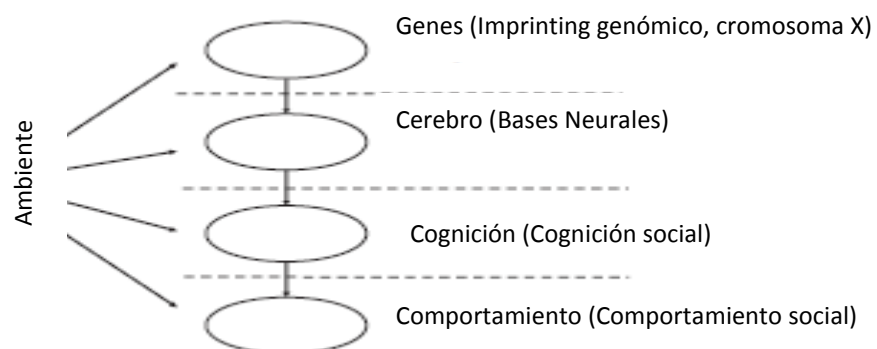 Genes (Imprinting genómico, cromosoma X)
Cerebro (Bases Neurales)
Ambiente
Cognición (Cognición social)
Comportamiento (Comportamiento social)